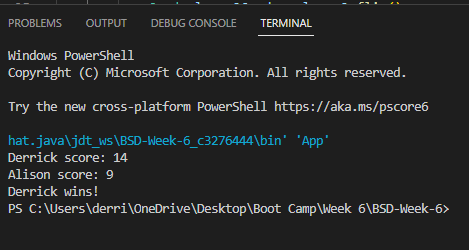 PROBLEMS OUTPUT DEBUG CONSOLE TERMINAL
Windows PowerShell
Copyright (C) Microsoft Corporation. All rights reserved.
Try the new cross-platform PowerShell https://aka.ms/pscore6
hat.java\jdt_ws\BSD-Week-6_c3276444\bin' 'App'
Derrick score: 14
Alison score: 9
Derrick wins!
PS C:\Users\derri\OneDrive\Desktop\Boot Camp\Week 6\BSD-Week-6>